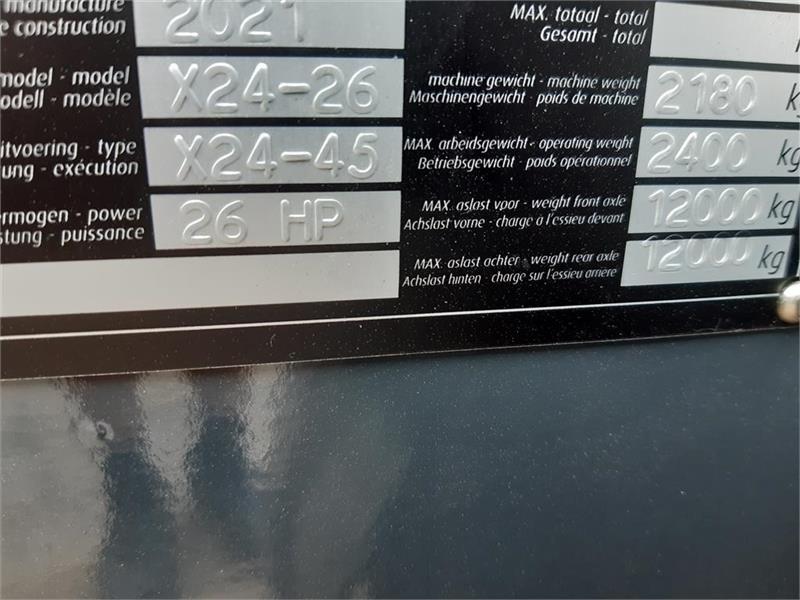 manufacture
e construction 2021
model - model
odell - modèle X24-26
itvoering - type
ung - exécution X24-45
ermogen - power
stung - puissance 26 HP
MAX. totaal - total
Gesamt - total
machine gewicht - machine weight
Maschinengewicht - poids de machine 2180 kg
MAX. arbeidsgewicht - operating weight
Betriebsgewicht - poids opérationnel 2400 kg
MAX. aslast vpor - weight front axle
Achslast vorne - charge à l'essieu devant 12000 kg
MAX. aslast achter - weight rear axle
Achslast hinten - charge sur l'essieu arrière 12000 kg